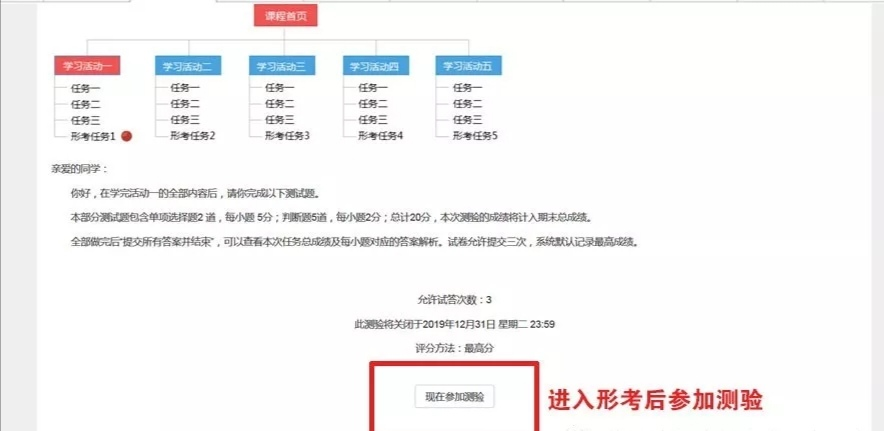 课程首页
学习活动一 学习活动二 学习活动三 学习活动四 学习活动五
任务一 任务一 任务一 任务一 任务一
任务二 任务二 任务二 任务二 任务二
任务三 任务三 任务三 任务三 任务三
形考任务1 形考任务2 形考任务3 形考任务4 形考任务5
亲爱的同学：
你好，在学完活动一的全部内容后，请你完成以下测试题。
本部分测试题包含单项选择题2 道，每小题 5分；判断题5道，每小题2分；总计20分，本次测验的成绩将计入期末总成绩。
全部做完后“提交所有答案并结束”，可以查看本次任务总成绩及每小题对应的答案解析。试卷允许提交三次，系统默认记录最高成绩。
允许试答次数：3
此测验将关闭于2019年12月31日 星期二 23:59
评分方法：最高分
现在参加测验
进入形考后参加测验